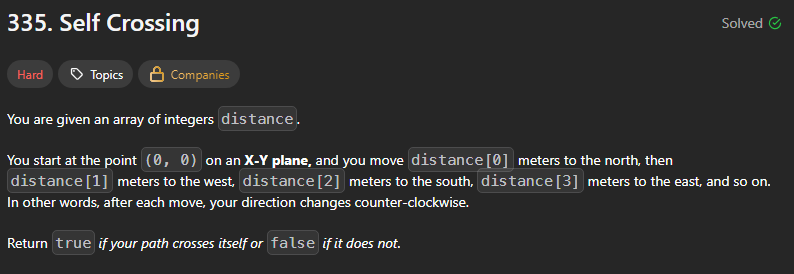 335. Self Crossing
Solved
Hard Topics Companies
You are given an array of integers distance.
You start at the point (0, 0) on an X-Y plane, and you move distance[0] meters to the north, then
distance[1] meters to the west, distance[2] meters to the south, distance[3] meters to the east, and so on.
In other words, after each move, your direction changes counter-clockwise.
Return true if your path crosses itself or false if it does not.